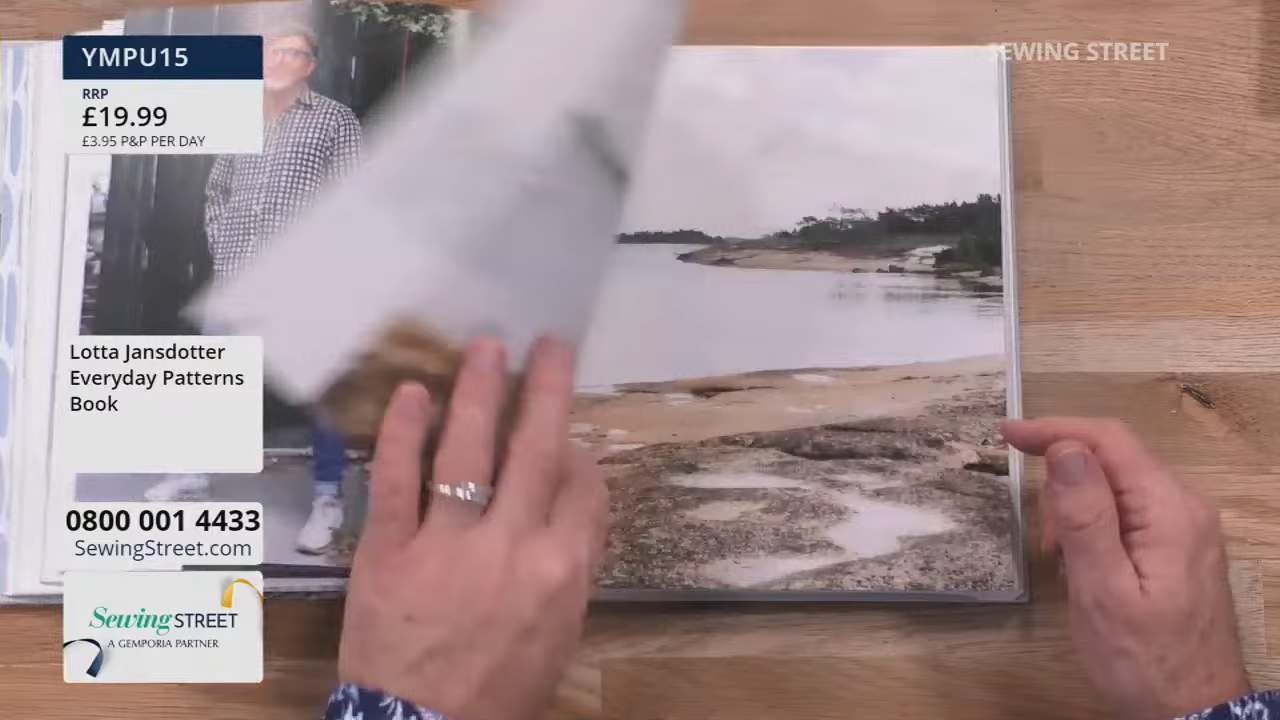 YMPU15
RRP
£19.99
£3.95 P&P PER DAY
SEWING STREET
Lotta Jansdotter
Everyday Patterns
Book
0800 001 4433
SewingStreet.com
Sewing STREET
A GEMPORIA PARTNER